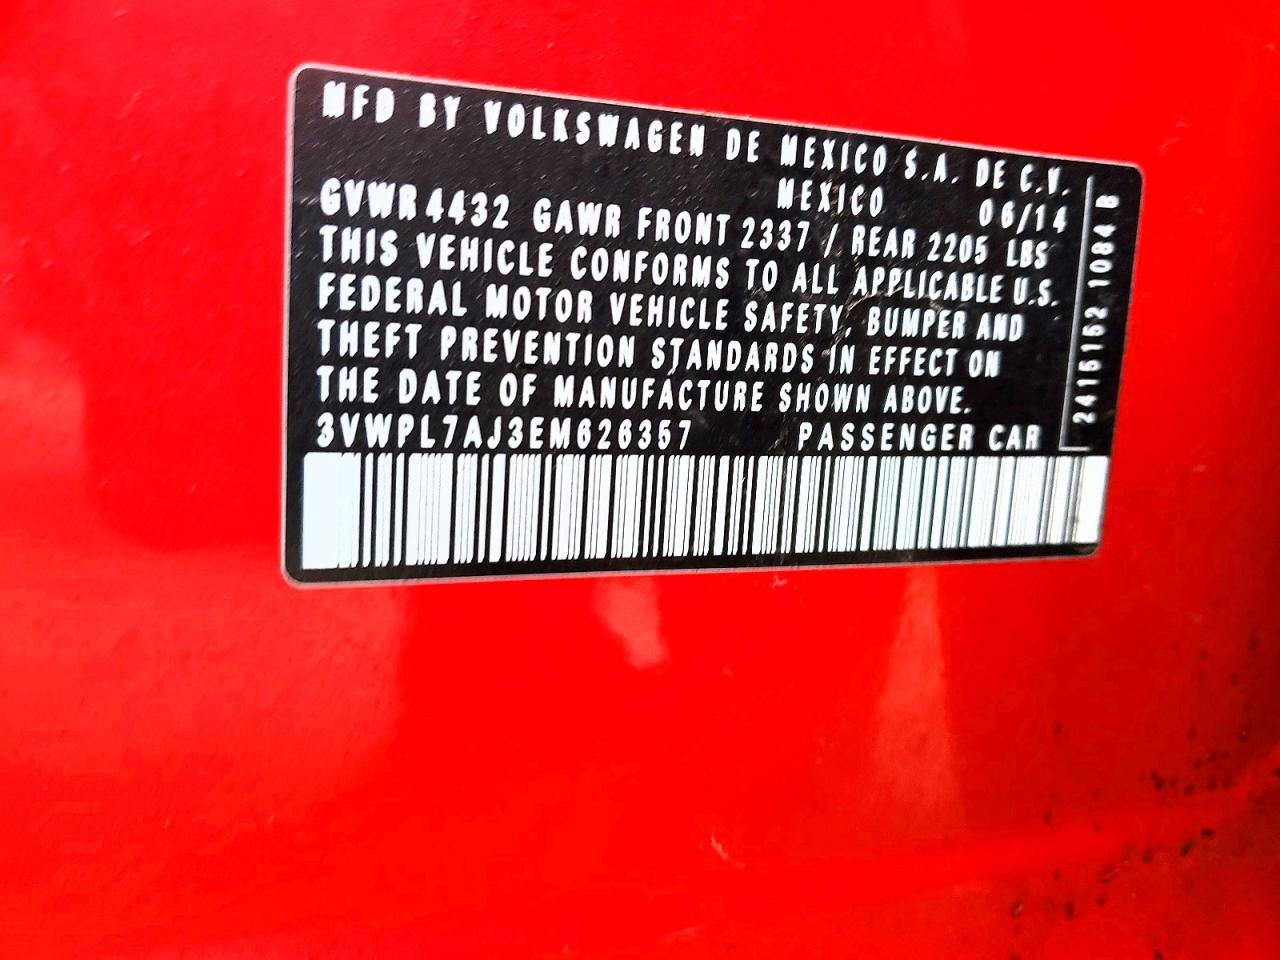 MFD BY VOLKSWAGEN DE MEXICO S.A. DE C.V.
MEXICO 06/14
GVWR 4432 GAWR FRONT 2337 / REAR 2205 LBS
THIS VEHICLE CONFORMS TO ALL APPLICABLE U.S.
FEDERAL MOTOR VEHICLE SAFETY, BUMPER AND
THEFT PREVENTION STANDARDS IN EFFECT ON
THE DATE OF MANUFACTURE SHOWN ABOVE.
3VWPL7AJ3EM626357 PASSENGER CAR
2416162 1084 B